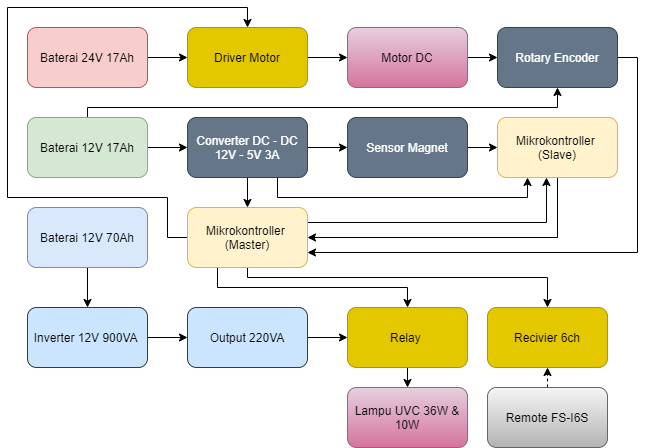 Baterai 24V 17Ah
Driver Motor
Motor DC
Rotary Encoder
Baterai 12V 17Ah
Converter DC - DC
12V - 5V 3A
Sensor Magnet
Mikrokontroller
(Slave)
Baterai 12V 70Ah
Mikrokontroller
(Master)
Inverter 12V 900VA
Output 220VA
Relay
Recivier 6ch
Lampu UVC 36W &
10W
Remote FS-I6S